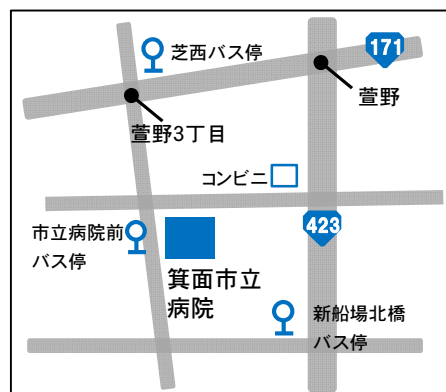 芝西バス停
171
萱野
萱野3丁目
コンビニ
市立病院前
バス停
423
箕面市立
病院
新船場北橋
バス停